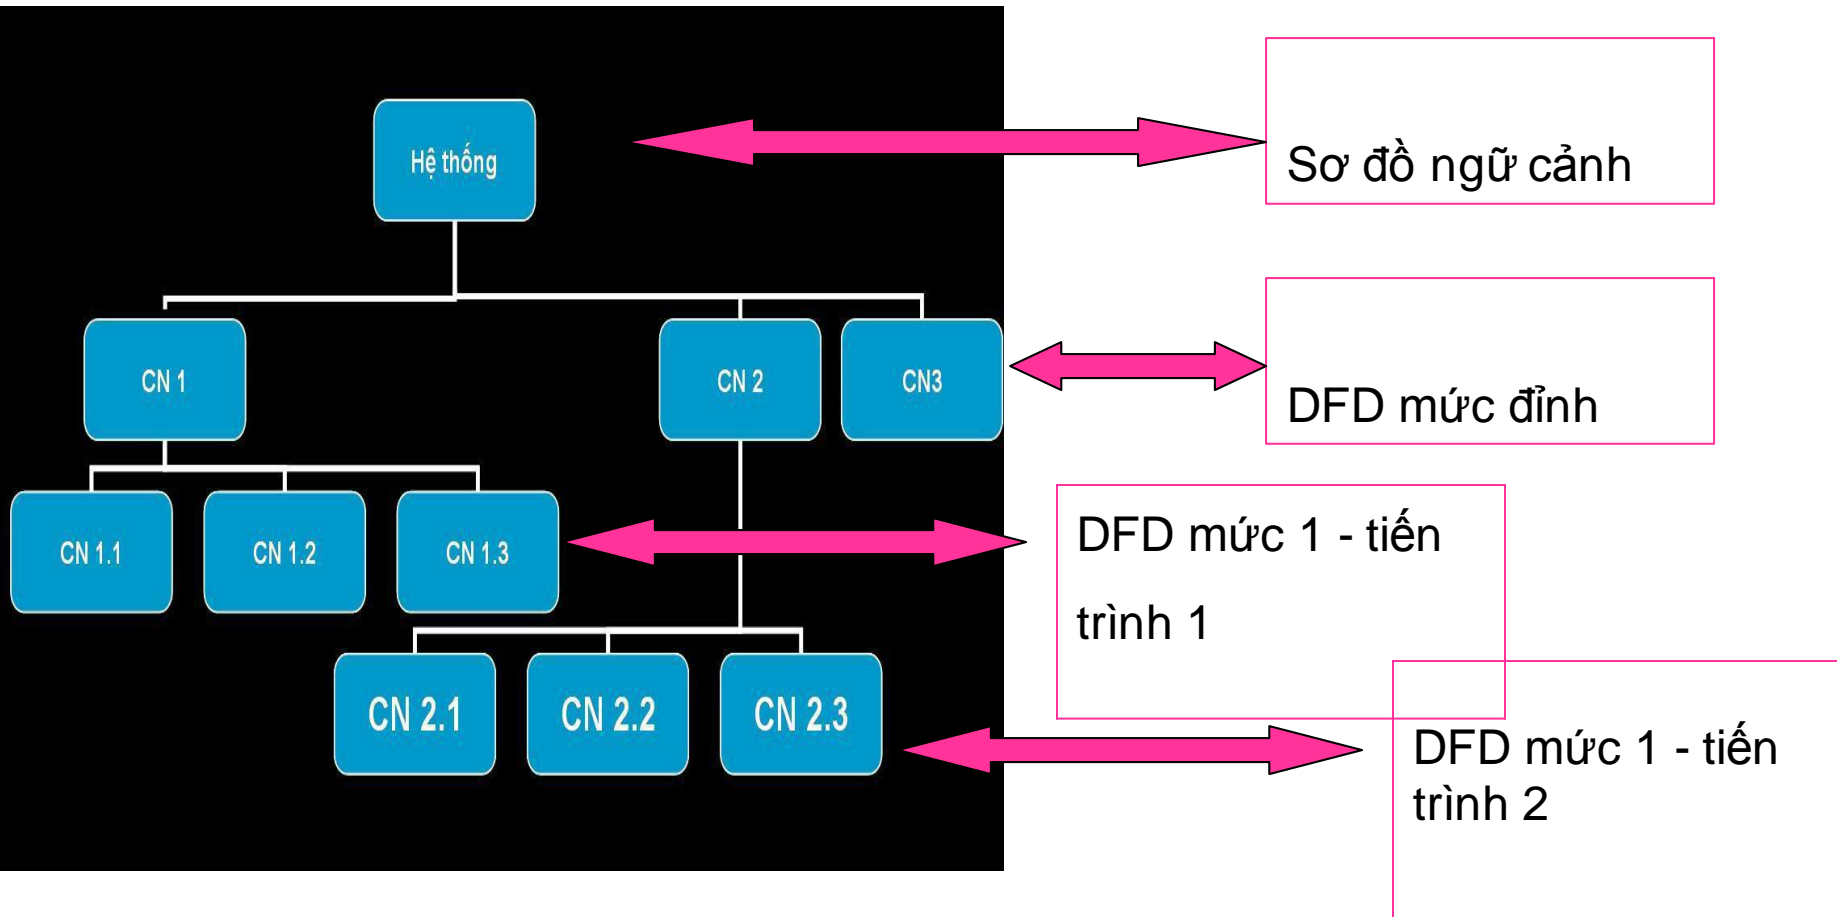 Hệ thống
Sơ đồ ngữ cảnh
CN 1
CN 2
CN3
DFD mức đỉnh
CN 1.1
CN 1.2
CN 1.3
DFD mức 1 - tiến
trình 1
CN 2.1
CN 2.2
CN 2.3
DFD mức 1 - tiến
trình 2